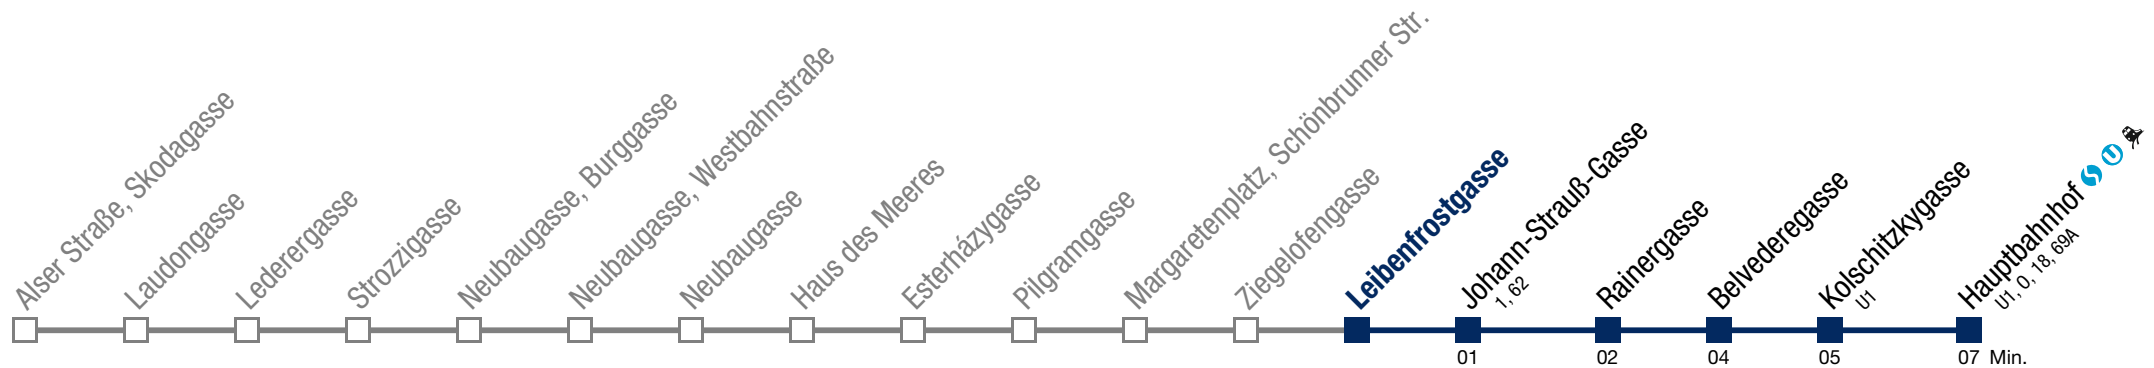 Alser Straße, Skodagasse
Laudongasse
Lederergasse
Strozzigasse
Neubaugasse, Burggasse
Neubaugasse, Westbahnstraße
Neubaugasse
Haus des Meeres
Esterházygasse
Pilgramgasse
Margaretenplatz, Schönbrunner Str.
Ziegelofengasse
Leibenfrostgasse
Johann-Strauß-Gasse
1, 62
Rainergasse
Belvederegasse
Kolschitzkygasse
U1
Hauptbahnhof S U
U1, O, 18, 69A
01 02 04 05 07 Min.